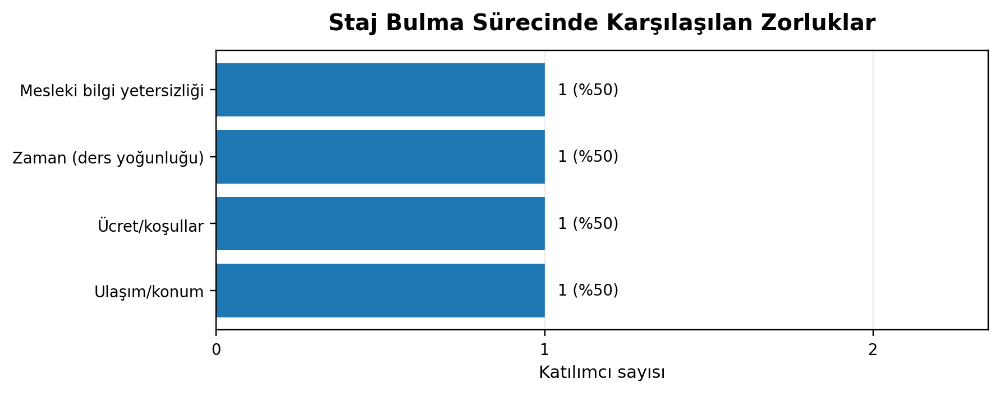 Staj Bulma Sürecinde Karşılaşılan Zorluklar
Mesleki bilgi yetersizliği
1 (%50)
Zaman (ders yoğunluğu)
1 (%50)
Ücret/koşullar
1 (%50)
Ulaşım/konum
1 (%50)
0
1
2
Katılımcı sayısı